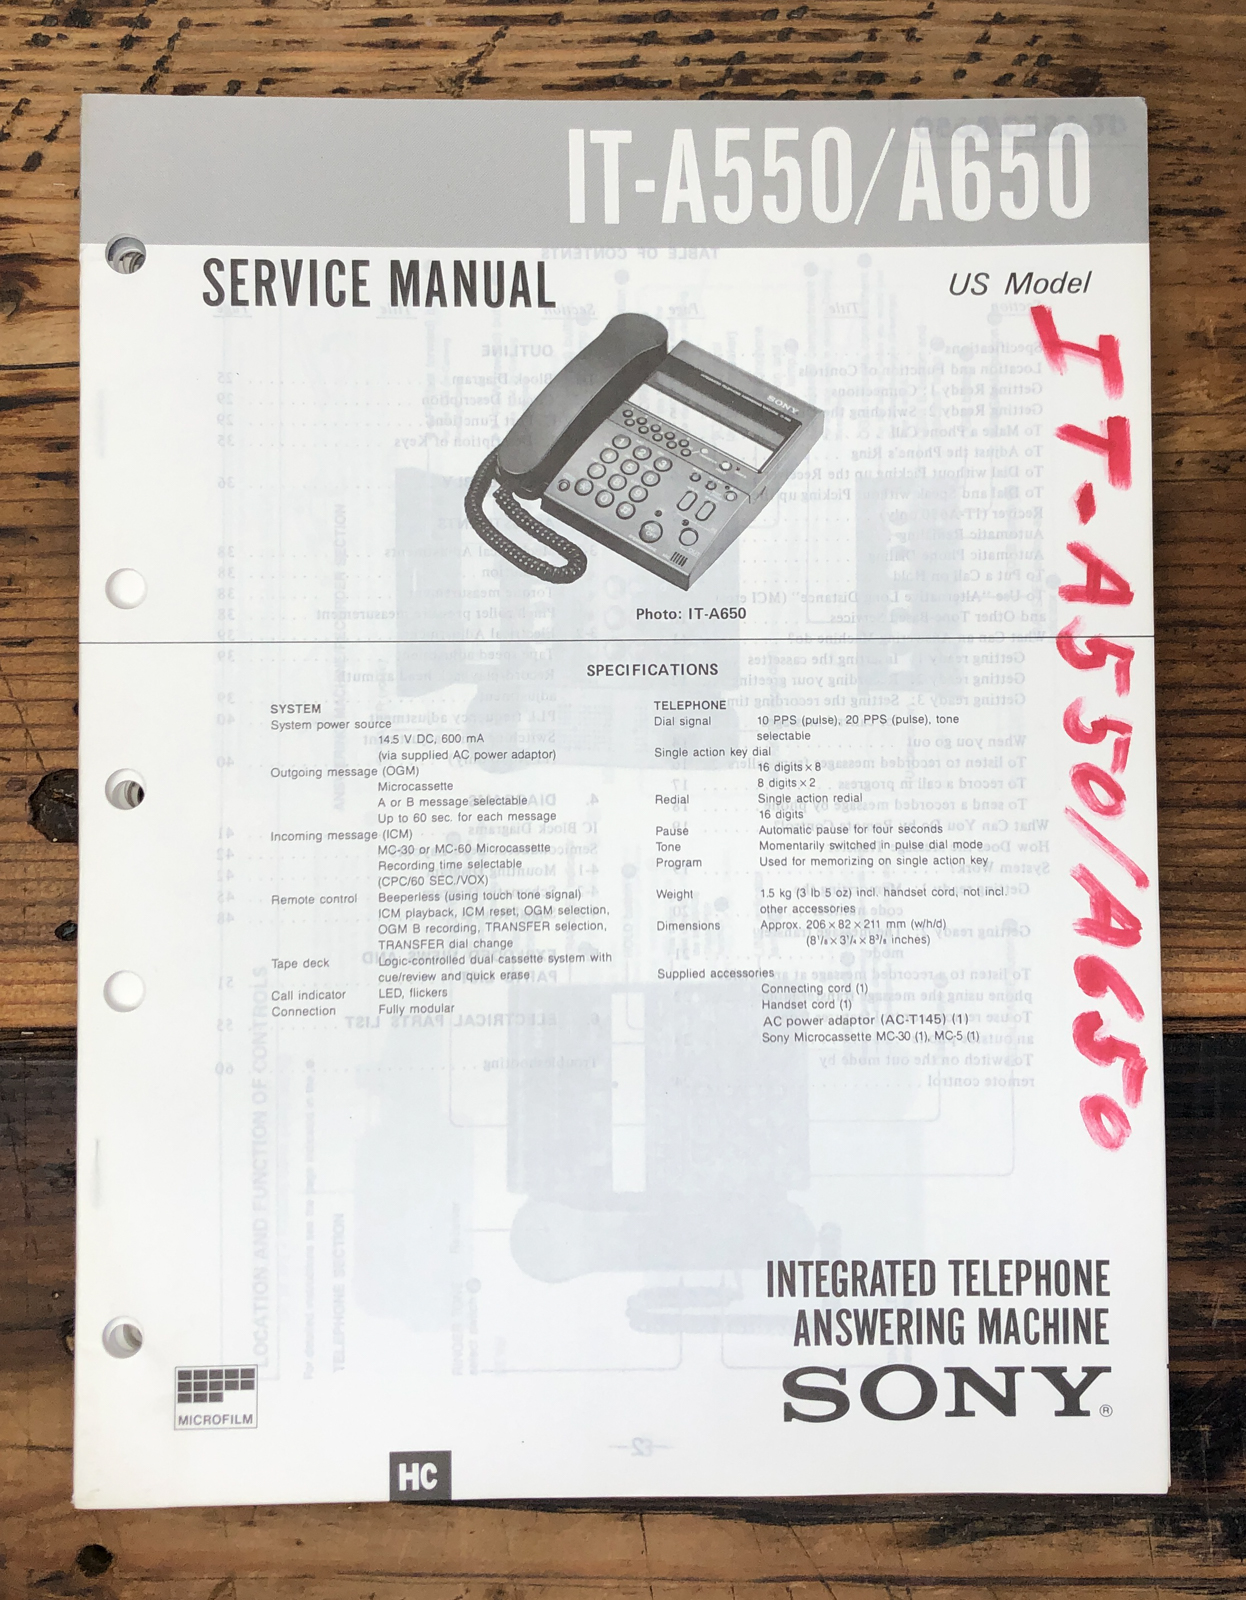 IT-A550/A650
SERVICE MANUAL
US Model
IT-A550/A650
SONY
Photo: IT-A650
SPECIFICATIONS
SYSTEM
System power source
14.5 V DC, 600 mA
(via supplied AC power adaptor)
Outgoing message (OGM)
Microcassette
A or B message selectable
Up to 60 sec. for each message
Incoming message (ICM)
MC-30 or MC-60 Microcassette
Recording time selectable
(CPC/60 SEC./VOX)
Remote control Beeperless (using touch tone signal)
ICM playback, ICM reset, OGM selection,
OGM B recording, TRANSFER selection,
TRANSFER dial change
Tape deck Logic-controlled dual cassette system with
cue/review and quick erase
Call indicator LED, flickers
Connection Fully modular
TELEPHONE
Dial signal 10 PPS (pulse), 20 PPS (pulse), tone
selectable
Single action key dial
16 digits × 8
8 digits × 2
Redial Single action redial
16 digits
Pause Automatic pause for four seconds
Tone Momentarily switched in pulse dial mode
Program Used for memorizing on single action key
Weight 1.5 kg (3 lb 5 oz) incl. handset cord, not incl.
other accessories
Dimensions Approx. 206 × 82 × 211 mm (w/h/d)
(8 1/8 × 3 1/4 × 8 3/8 inches)
Supplied accessories
Connecting cord (1)
Handset cord (1)
AC power adaptor (AC-T145) (1)
Sony Microcassette MC-30 (1), MC-5 (1)
INTEGRATED TELEPHONE
ANSWERING MACHINE
SONY®
MICROFILM
HC